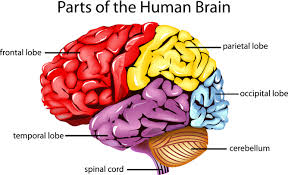 Parts of the Human Brain
frontal lobe
parietal lobe
occipital lobe
temporal lobe
cerebellum
spinal cord